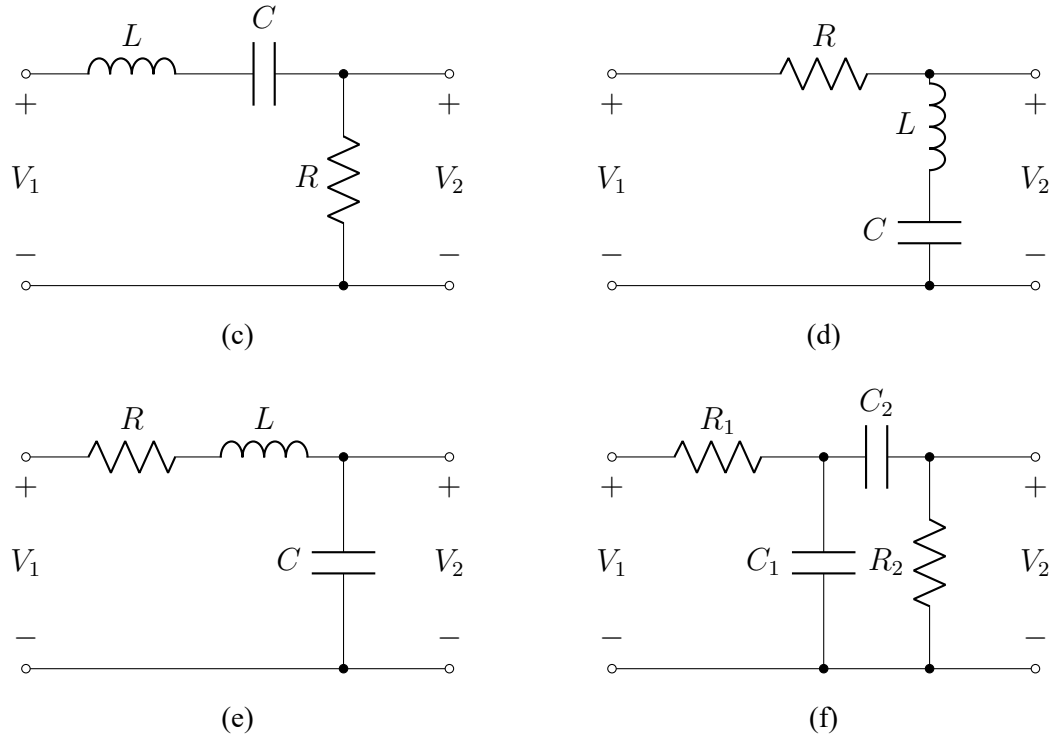 L C
+ +
V₁ R V₂
− −
(c)
R
+ L +
V₁ V₂
C
− −
(d)
R L
+ +
V₁ C V₂
− −
(e)
C₂
R₁
+ +
V₁ C₁ R₂ V₂
− −
(f)